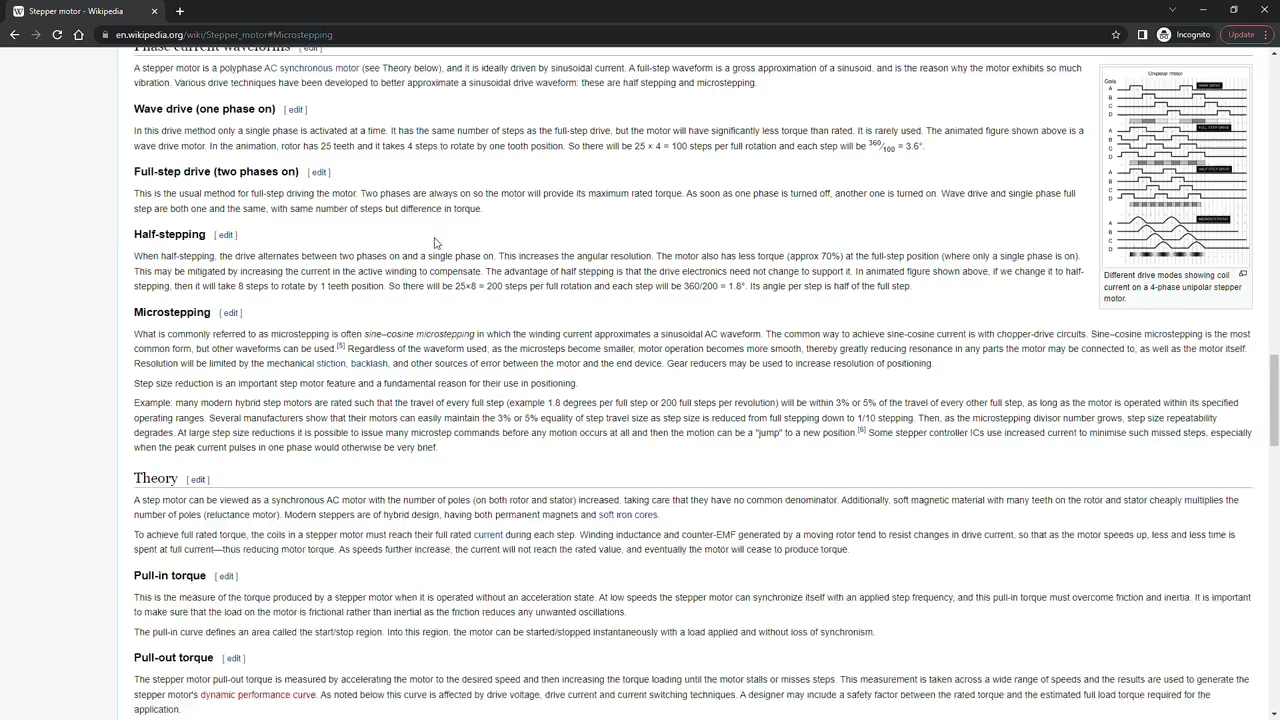 Stepper motor - Wikipedia
en.wikipedia.org/wiki/Stepper_motor#Microstepping
Incognito
Update
Phase current waveforms [ edit ]
A stepper motor is a polyphase AC synchronous motor (see Theory below), and it is ideally driven by sinusoidal current. A full-step waveform is a gross approximation of a sinusoid, and is the reason why the motor exhibits so much
vibration. Various drive techniques have been developed to better approximate a sinusoidal drive waveform: these are half stepping and microstepping.
Wave drive (one phase on) [ edit ]
In this drive method only a single phase is activated at a time. It has the same number of steps as the full-step drive, but the motor will have significantly less torque than rated. It is rarely used. The animated figure shown above is a
wave drive motor. In the animation, rotor has 25 teeth and it takes 4 steps to rotate by one tooth position. So there will be 25 × 4 = 100 steps per full rotation and each step will be 360/100 = 3.6°.
Full-step drive (two phases on) [ edit ]
This is the usual method for full-step driving the motor. Two phases are always on so the motor will provide its maximum rated torque. As soon as one phase is turned off, another one is turned on. Wave drive and single phase full
step are both one and the same, with same number of steps but difference in torque.
Half-stepping [ edit ]
When half-stepping, the drive alternates between two phases on and a single phase on. This increases the angular resolution. The motor also has less torque (approx 70%) at the full-step position (where only a single phase is on).
This may be mitigated by increasing the current in the active winding to compensate. The advantage of half stepping is that the drive electronics need not change to support it. In animated figure shown above, if we change it to half-
stepping, then it will take 8 steps to rotate by 1 teeth position. So there will be 25×8 = 200 steps per full rotation and each step will be 360/200 = 1.8°. Its angle per step is half of the full step.
Microstepping [ edit ]
What is commonly referred to as microstepping is often sine–cosine microstepping in which the winding current approximates a sinusoidal AC waveform. The common way to achieve sine-cosine current is with chopper-drive circuits. Sine–cosine microstepping is the most
common form, but other waveforms can be used.[5] Regardless of the waveform used, as the microsteps become smaller, motor operation becomes more smooth, thereby greatly reducing resonance in any parts the motor may be connected to, as well as the motor itself.
Resolution will be limited by the mechanical stiction, backlash, and other sources of error between the motor and the end device. Gear reducers may be used to increase resolution of positioning.
Step size reduction is an important step motor feature and a fundamental reason for their use in positioning.
Example: many modern hybrid step motors are rated such that the travel of every full step (example 1.8 degrees per full step or 200 full steps per revolution) will be within 3% or 5% of the travel of every other full step, as long as the motor is operated within its specified
operating ranges. Several manufacturers show that their motors can easily maintain the 3% or 5% equality of step travel size as step size is reduced from full stepping down to 1/10 stepping. Then, as the microstepping divisor number grows, step size repeatability
degrades. At large step size reductions it is possible to issue many microstep commands before any motion occurs at all and then the motion can be a "jump" to a new position.[6] Some stepper controller ICs use increased current to minimise such missed steps, especially
when the peak current pulses in one phase would otherwise be very brief.
Theory [ edit ]
A step motor can be viewed as a synchronous AC motor with the number of poles (on both rotor and stator) increased, taking care that they have no common denominator. Additionally, soft magnetic material with many teeth on the rotor and stator cheaply multiplies the
number of poles (reluctance motor). Modern steppers are of hybrid design, having both permanent magnets and soft iron cores.
To achieve full rated torque, the coils in a stepper motor must reach their full rated current during each step. Winding inductance and counter-EMF generated by a moving rotor tend to resist changes in drive current, so that as the motor speeds up, less and less time is
spent at full current—thus reducing motor torque. As speeds further increase, the current will not reach the rated value, and eventually the motor will cease to produce torque.
Pull-in torque [ edit ]
This is the measure of the torque produced by a stepper motor when it is operated without an acceleration state. At low speeds the stepper motor can synchronize itself with an applied step frequency, and this pull-in torque must overcome friction and inertia. It is important
to make sure that the load on the motor is frictional rather than inertial as the friction reduces any unwanted oscillations.
The pull-in curve defines an area called the start/stop region. Into this region, the motor can be started/stopped instantaneously with a load applied and without loss of synchronism.
Pull-out torque [ edit ]
The stepper motor pull-out torque is measured by accelerating the motor to the desired speed and then increasing the torque loading until the motor stalls or misses steps. This measurement is taken across a wide range of speeds and the results are used to generate the
stepper motor's dynamic performance curve. As noted below this curve is affected by drive voltage, drive current and current switching techniques. A designer may include a safety factor between the rated torque and the estimated full load torque required for the
application.
Unipolar motor
Coils
A
WAVE DRIVE
B
C
D
FULL STEP DRIVE
A
B
C
D
HALF STEP DRIVE
A
B
C
D
MICROSTEPPING
A
B
C
D
Different drive modes showing coil
current on a 4-phase unipolar stepper
motor.